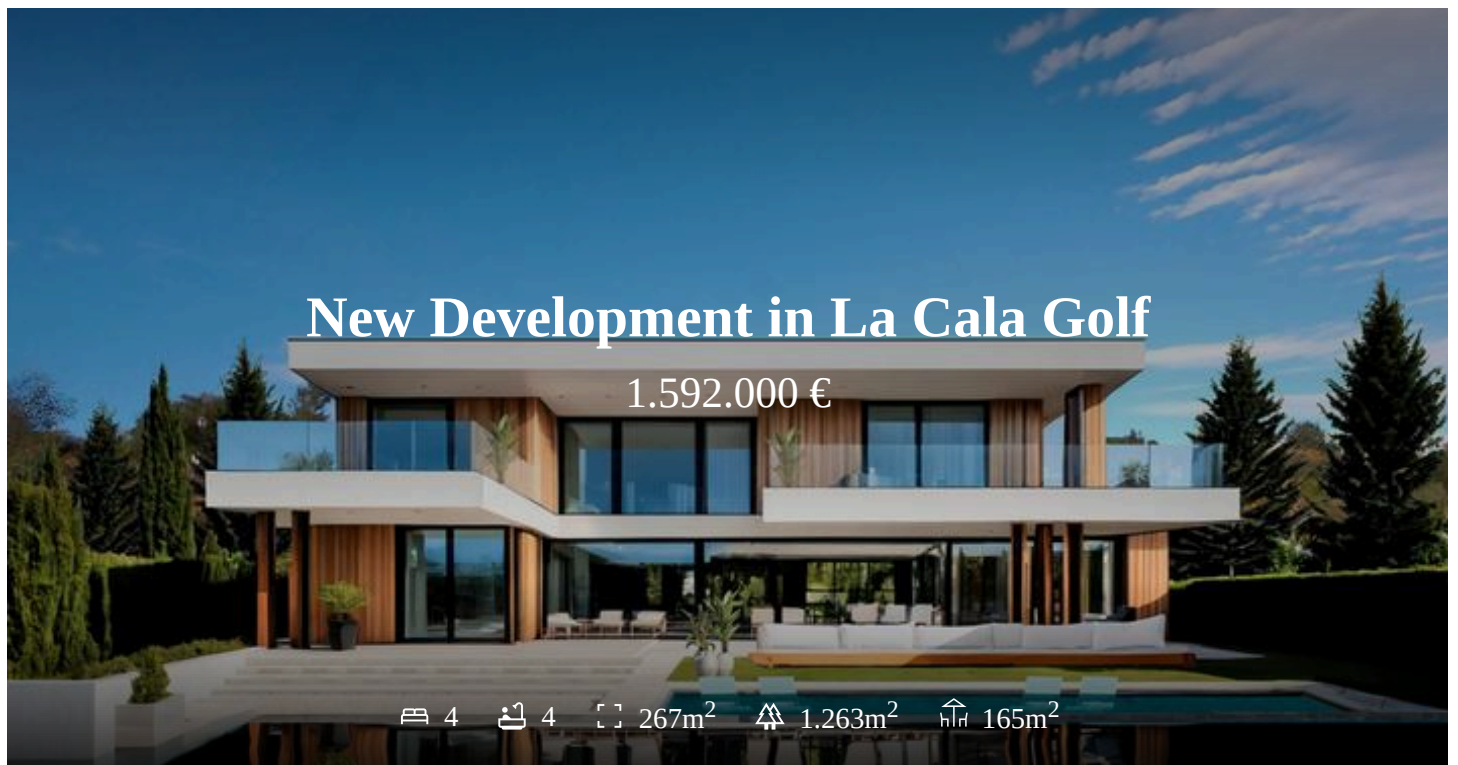 New Development in La Cala Golf
1.592.000 €
4 4 267m² 1.263m² 165m²